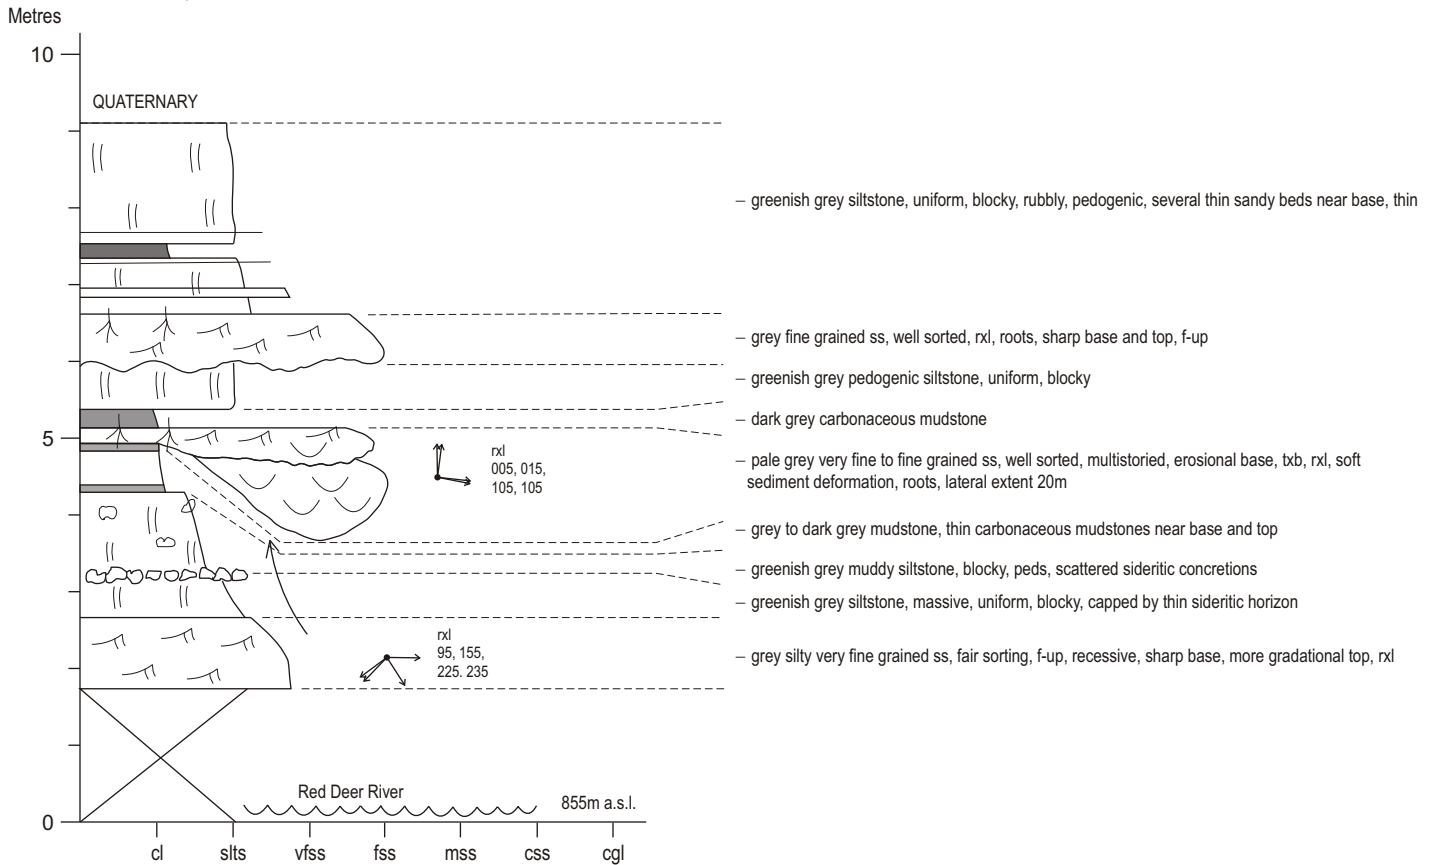 Metres
10
QUATERNARY
– greenish grey siltstone, uniform, blocky, rubbly, pedogenic, several thin sandy beds near base, thin
– grey fine grained ss, well sorted, rxl, roots, sharp base and top, f-up
– greenish grey pedogenic siltstone, uniform, blocky
– dark grey carbonaceous mudstone
5
rxl
005, 015,
105, 105
– pale grey very fine to fine grained ss, well sorted, multistoried, erosional base, txb, rxl, soft
sediment deformation, roots, lateral extent 20m
– grey to dark grey mudstone, thin carbonaceous mudstones near base and top
– greenish grey muddy siltstone, blocky, peds, scattered sideritic concretions
– greenish grey siltstone, massive, uniform, blocky, capped by thin sideritic horizon
rxl
95, 155,
225. 235
– grey silty very fine grained ss, fair sorting, f-up, recessive, sharp base, more gradational top, rxl
Red Deer River
855m a.s.l.
0
cl slts vfss fss mss css cgl